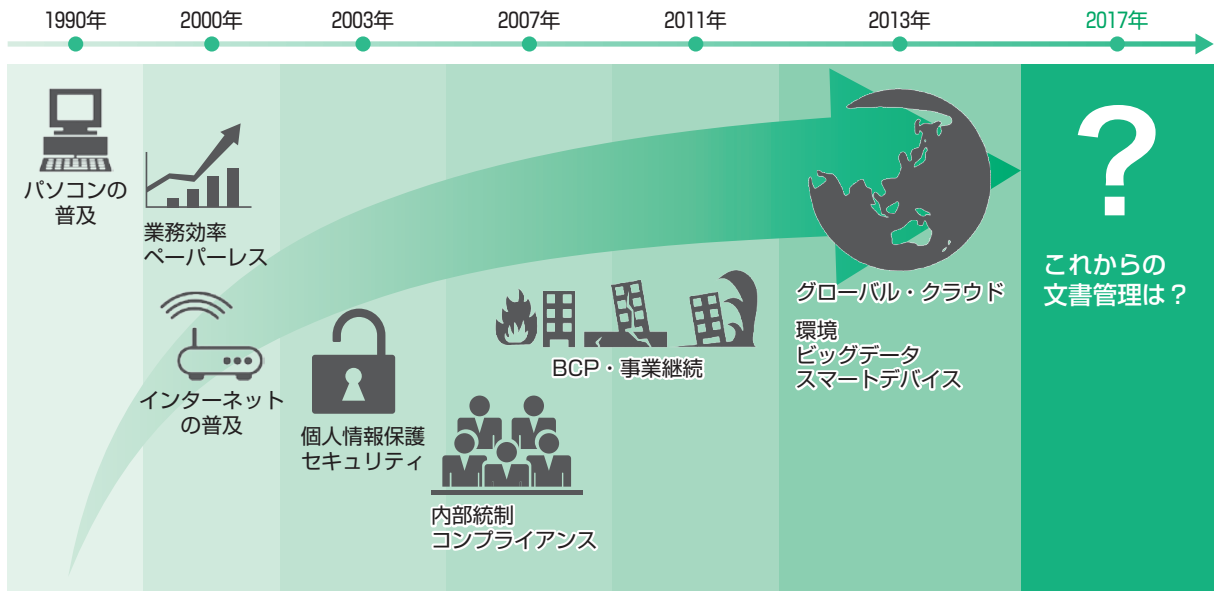 1990年
2000年
2003年
2007年
2011年
2013年
2017年
パソコンの
普及
業務効率
ペーパーレス
インターネット
の普及
個人情報保護
セキュリティ
内部統制
コンプライアンス
BCP・事業継続
グローバル・クラウド
環境
ビッグデータ
スマートデバイス
?
これからの
文書管理は？